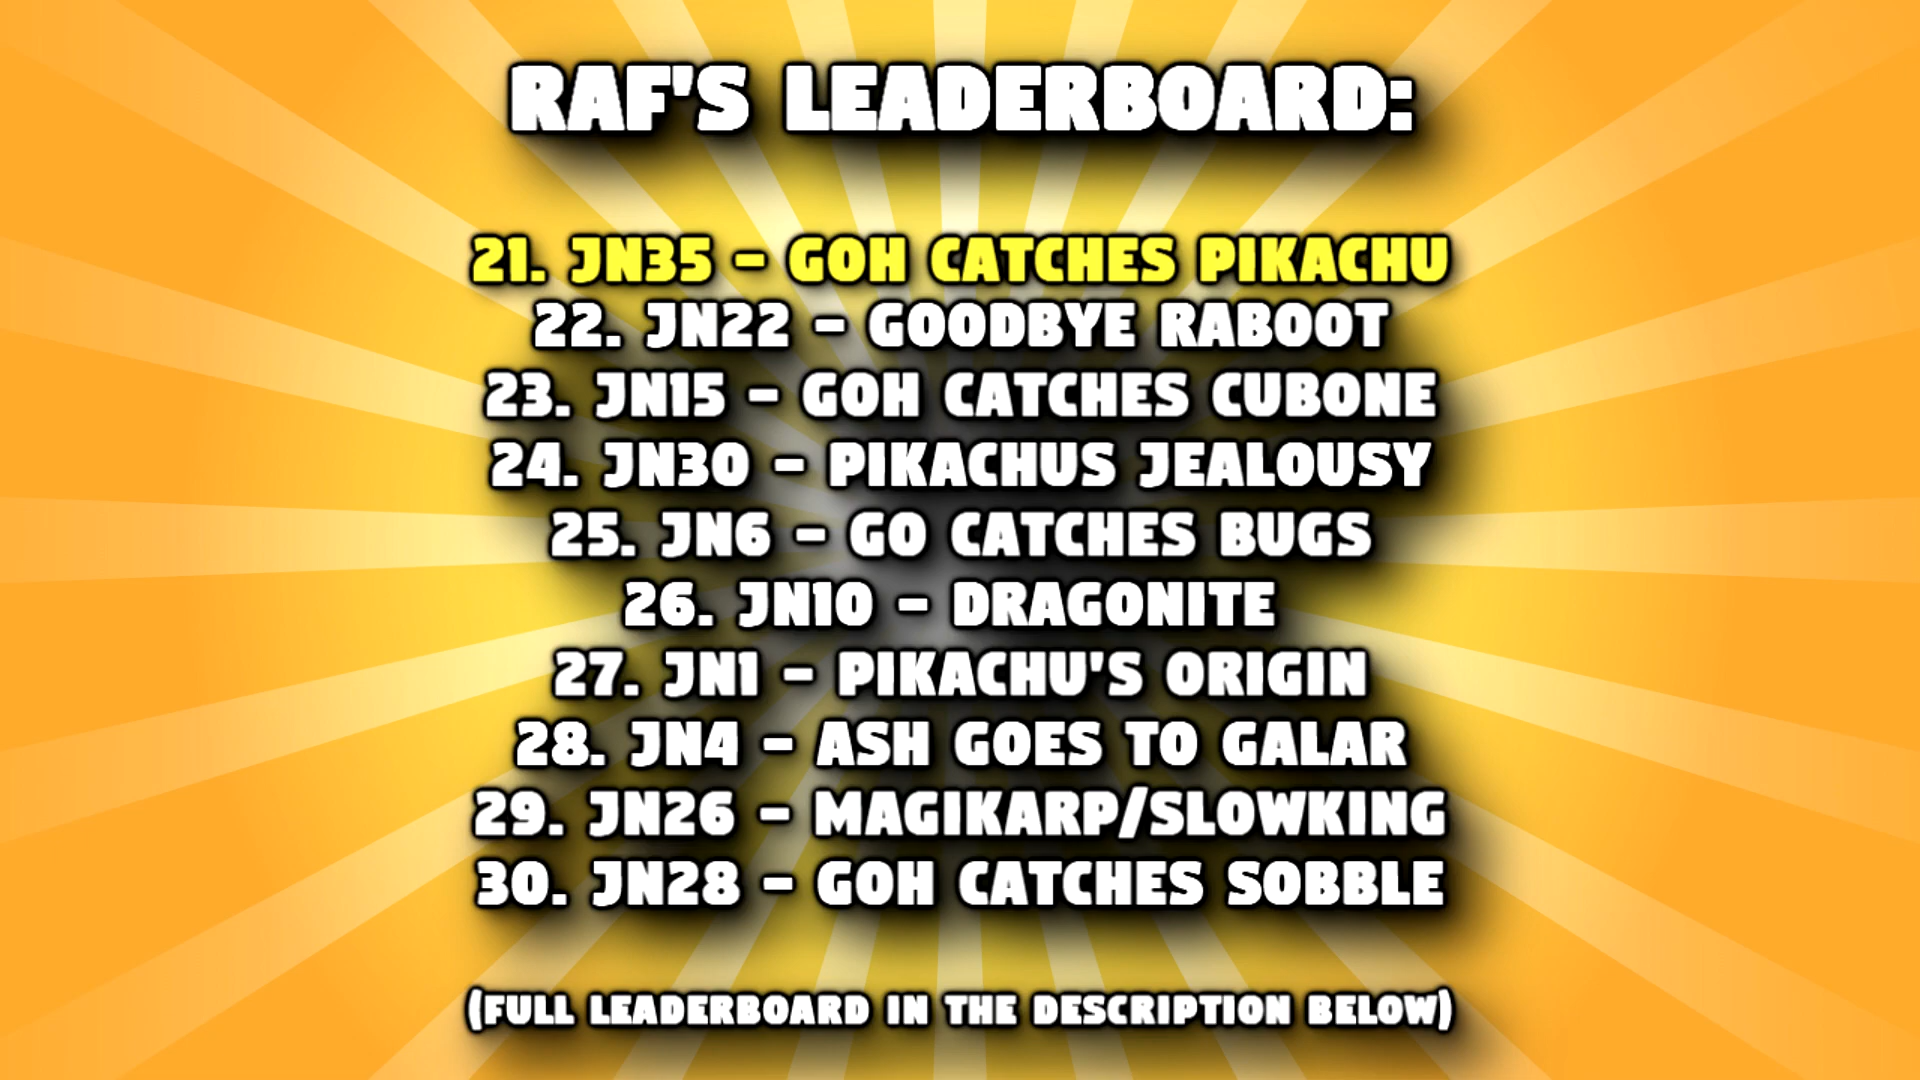 RAF'S LEADERBOARD:
21. JN35 - GOH CATCHES PIKACHU
22. JN22 - GOODBYE RABOOT
23. JN15 - GOH CATCHES CUBONE
24. JN30 - PIKACHUS JEALOUSY
25. JN6 - GO CATCHES BUGS
26. JN10 - DRAGONITE
27. JN1 - PIKACHU'S ORIGIN
28. JN4 - ASH GOES TO GALAR
29. JN26 - MAGIKARP/SLOWKING
30. JN28 - GOH CATCHES SOBBLE
(FULL LEADERBOARD IN THE DESCRIPTION BELOW)